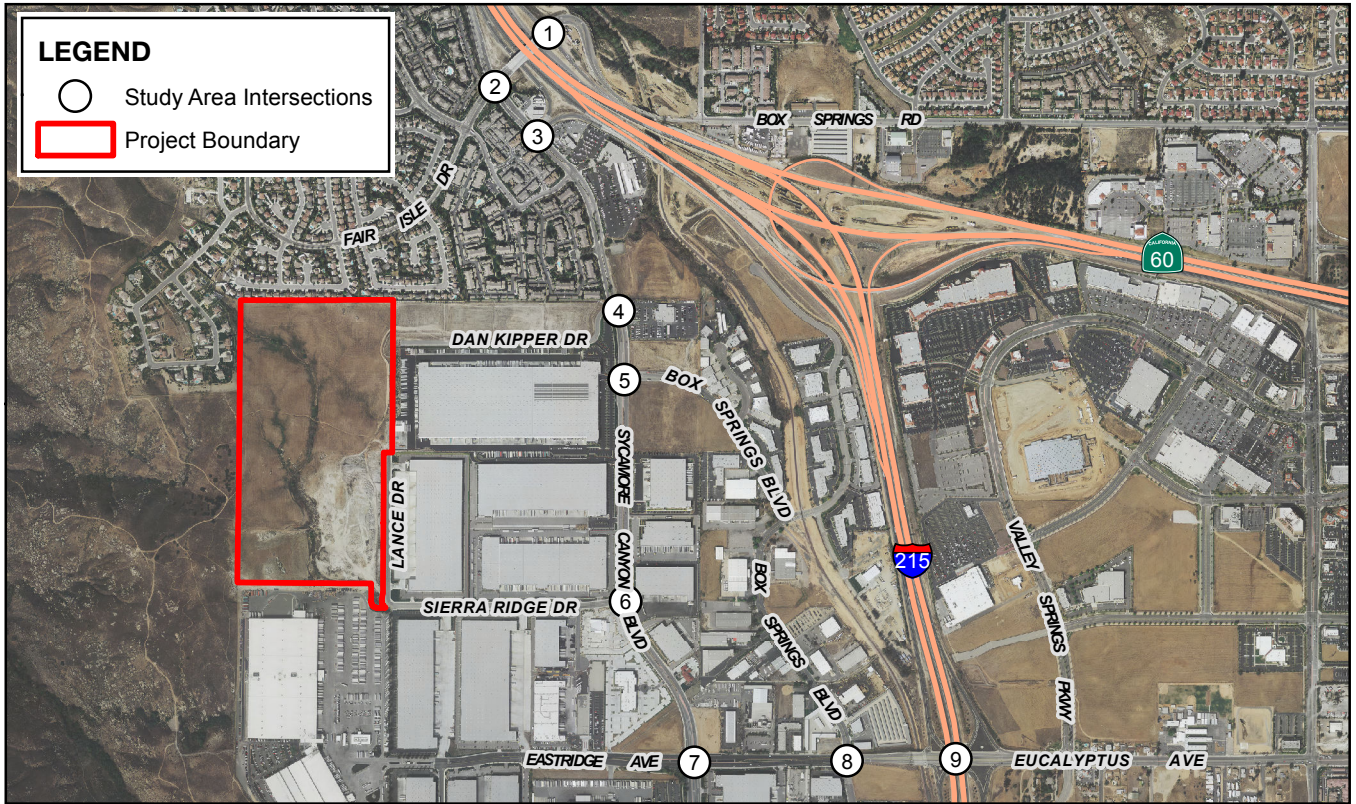 LEGEND
Study Area Intersections
Project Boundary
1
2
3
BOX SPRINGS RD
FAIR ISLE DR
CALIFORNIA
60
4
DAN KIPPER DR
5
BOX SPRINGS BLVD
SYCAMORE CANYON BLVD
LANCE DR
215
VALLEY SPRINGS PKWY
BOX SPRINGS BLVD
6
SIERRA RIDGE DR
EASTRIDGE AVE
7
8
9
EUCALYPTUS AVE